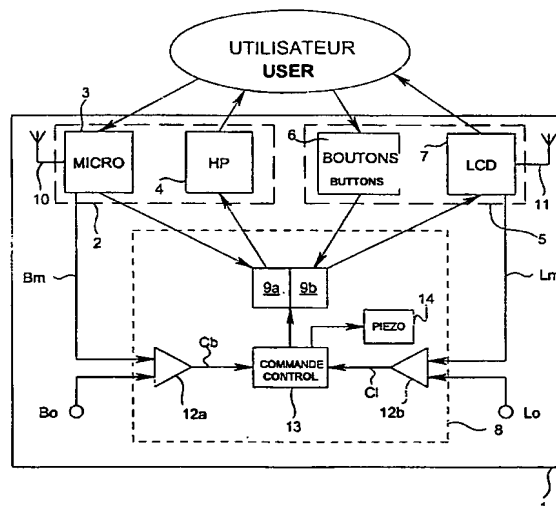 UTILISATEUR
USER
3
MICRO
HP
6
BOUTONS
BUTTONS
7
LCD
10
4
11
2
5
Bm
9a
9b
Lm
14
PIEZO
Cb
COMMANDE
CONTROL
Cl
12a
12b
13
Bo
Lo
8
1